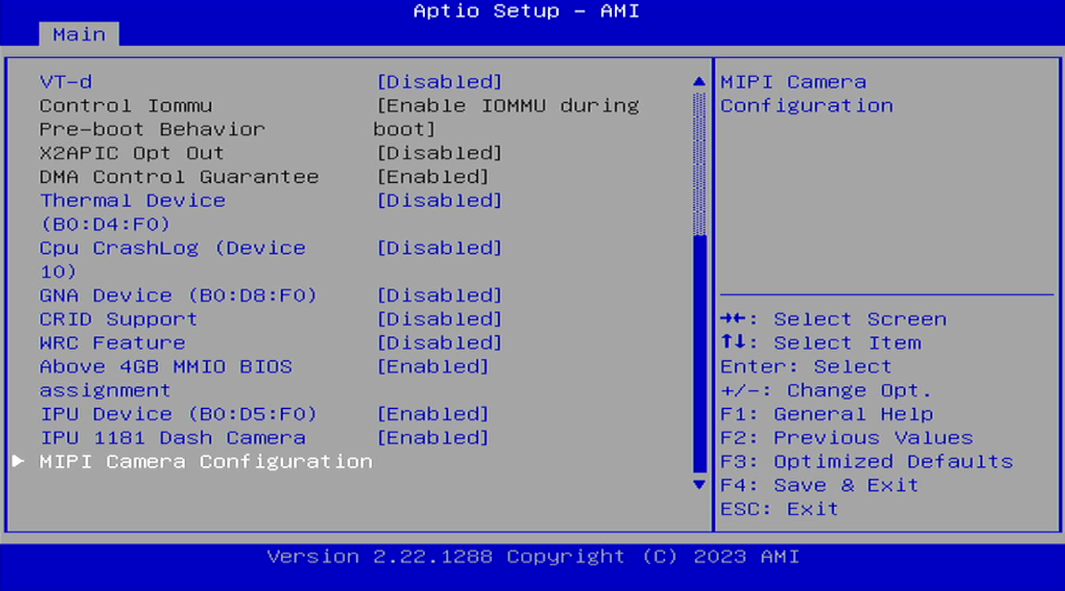 Aptio Setup - AMI
Main
VT-d [Disabled]
Control Iommu [Enable IOMMU during
Pre-boot Behavior boot]
X2APIC Opt Out [Disabled]
DMA Control Guarantee [Enabled]
Thermal Device [Disabled]
(B0:D4:F0)
Cpu CrashLog (Device [Disabled]
10)
GNA Device (B0:D8:F0) [Disabled]
CRID Support [Disabled]
WRC Feature [Disabled]
Above 4GB MMIO BIOS [Enabled]
assignment
IPU Device (B0:D5:F0) [Enabled]
IPU 1181 Dash Camera [Enabled]
MIPI Camera Configuration
MIPI Camera
Configuration
→←: Select Screen
↑↓: Select Item
Enter: Select
+/-: Change Opt.
F1: General Help
F2: Previous Values
F3: Optimized Defaults
F4: Save & Exit
ESC: Exit
Version 2.22.1288 Copyright (C) 2023 AMI